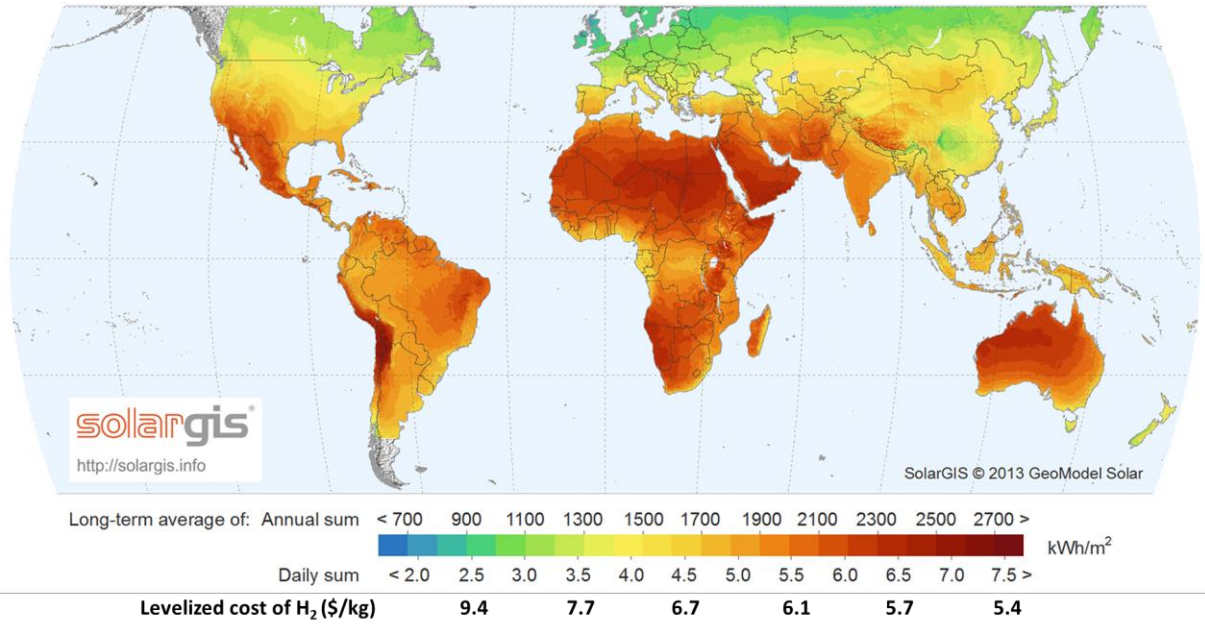 solargis®
http://solargis.info
SolarGIS © 2013 GeoModel Solar
Long-term average of: Annual sum < 700 900 1100 1300 1500 1700 1900 2100 2300 2500 2700 > kWh/m²
Daily sum < 2.0 2.5 3.0 3.5 4.0 4.5 5.0 5.5 6.0 6.5 7.0 7.5 >
Levelized cost of H₂ ($/kg) 9.4 7.7 6.7 6.1 5.7 5.4